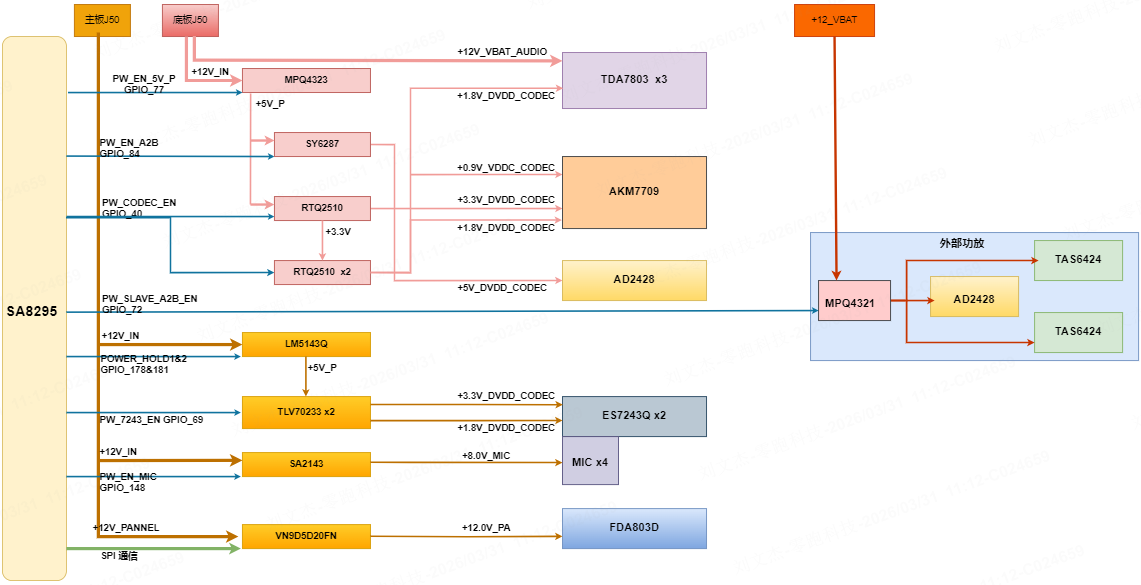 主板J50
底板J50
+12_VBAT
+12V_VBAT_AUDIO
+12V_IN
MPQ4323
TDA7803 x3
PW_EN_5V_P
GPIO_77
+5V_P
+1.8V_DVDD_CODEC
PW_EN_A2B
GPIO_84
SY6287
+0.9V_VDDC_CODEC
AKM7709
PW_CODEC_EN
GPIO_40
RTQ2510
+3.3V_DVDD_CODEC
+3.3V
+1.8V_DVDD_CODEC
外部功放
RTQ2510 x2
TAS6424
AD2428
+5V_DVDD_CODEC
PW_SLAVE_A2B_EN
GPIO_72
SA8295
MPQ4321
AD2428
TAS6424
+12V_IN
LM5143Q
POWER_HOLD1&2
GPIO_178&181
+5V_P
+3.3V_DVDD_CODEC
TLV70233 x2
ES7243Q x2
PW_7243_EN GPIO_69
+1.8V_DVDD_CODEC
+12V_IN
SA2143
+8.0V_MIC
MIC x4
PW_EN_MIC
GPIO_148
+12V_PANNEL
VN9D5D20FN
+12.0V_PA
FDA803D
SPI 通信